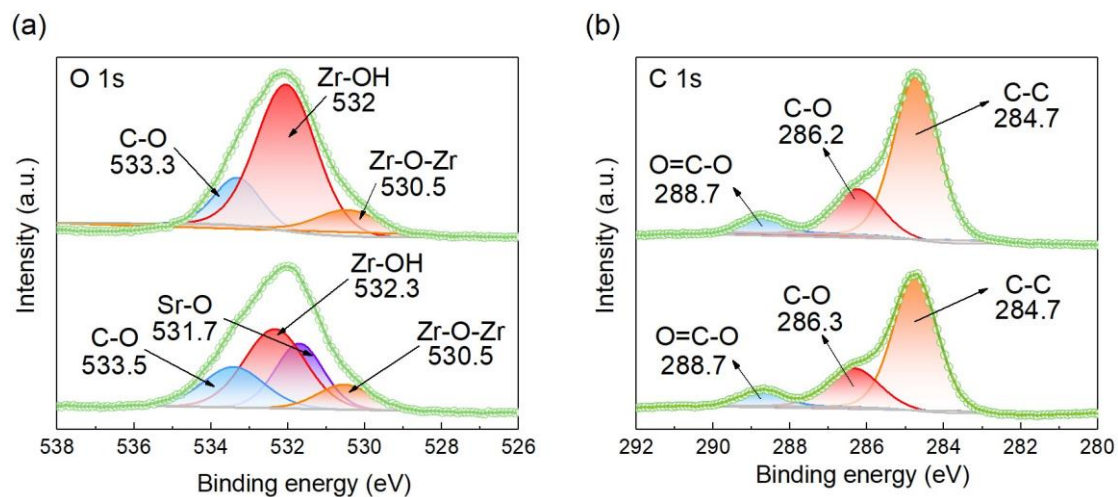 (a)
O 1s
Zr-OH
532
C-O
533.3
Zr-O-Zr
530.5
Zr-OH
532.3
Sr-O
531.7
C-O
533.5
Zr-O-Zr
530.5
Intensity (a.u.)
538 536 534 532 530 528 526
Binding energy (eV)
(b)
C 1s
C-C
284.7
C-O
286.2
O=C-O
288.7
C-C
284.7
C-O
286.3
O=C-O
288.7
Intensity (a.u.)
292 290 288 286 284 282 280
Binding energy (eV)